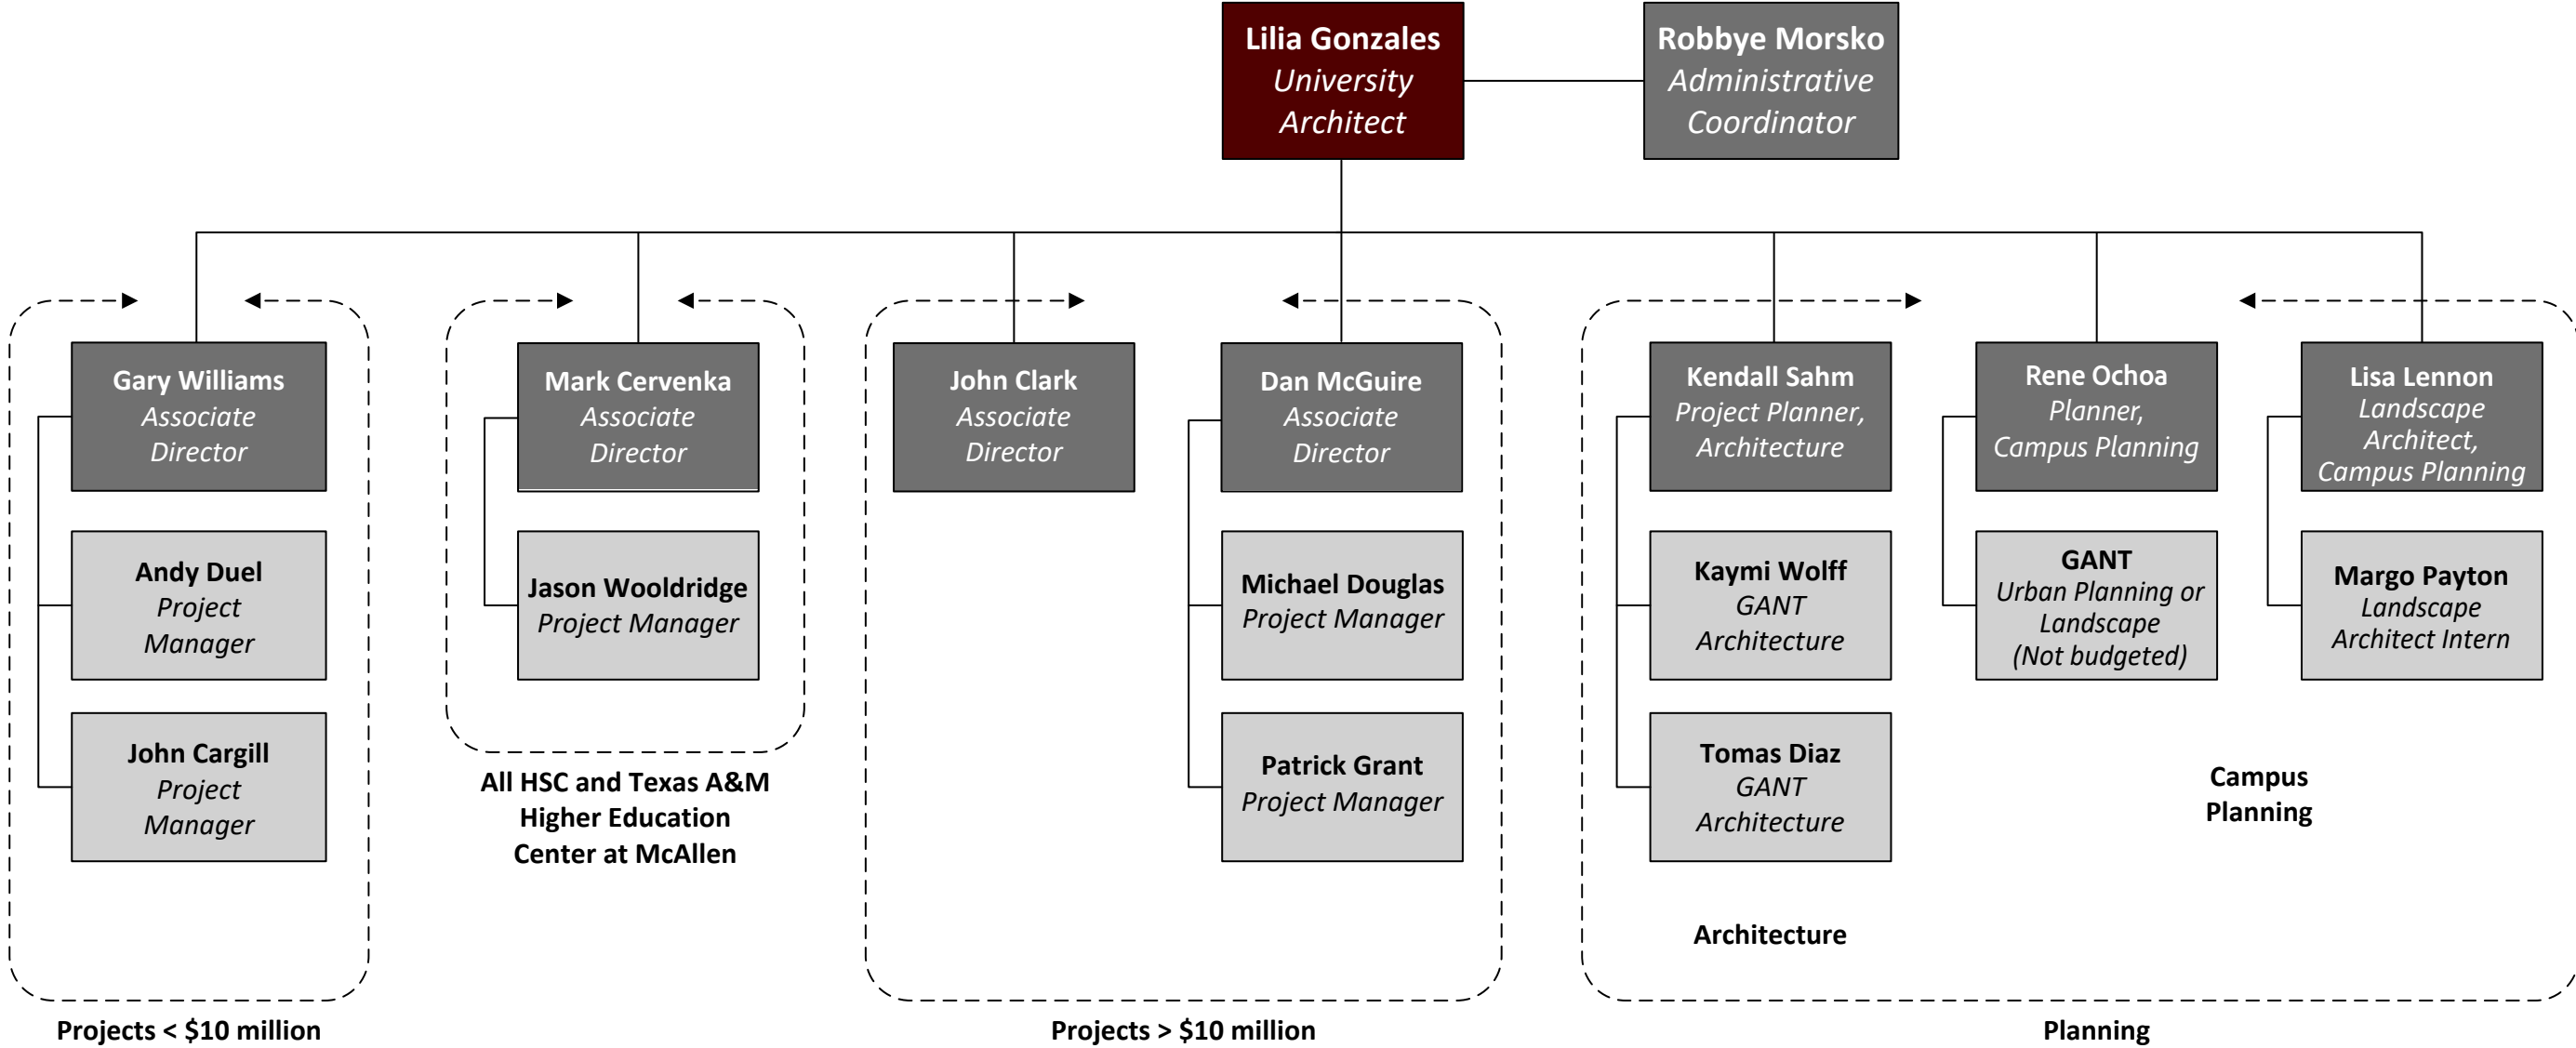 Lilia Gonzales
University
Architect
Robbye Morsko
Administrative
Coordinator
Gary Williams
Associate
Director
Andy Duel
Project
Manager
John Cargill
Project
Manager
Projects < $10 million
Mark Cervenka
Associate
Director
Jason Wooldridge
Project Manager
All HSC and Texas A&M
Higher Education
Center at McAllen
John Clark
Associate
Director
Dan McGuire
Associate
Director
Michael Douglas
Project Manager
Patrick Grant
Project Manager
Projects > $10 million
Kendall Sahm
Project Planner,
Architecture
Kaymi Wolff
GANT
Architecture
Tomas Diaz
GANT
Architecture
Architecture
Rene Ochoa
Planner,
Campus Planning
GANT
Urban Planning or
Landscape
(Not budgeted)
Lisa Lennon
Landscape
Architect,
Campus Planning
Margo Payton
Landscape
Architect Intern
Campus
Planning
Planning